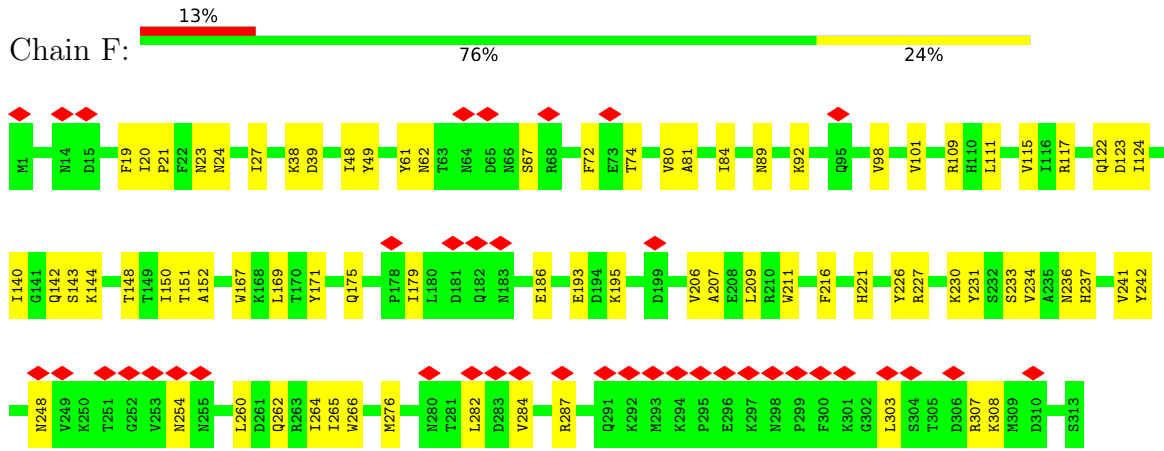 13%
Chain F:
76% 24%
M1 N14 D15 F19 I20 P21 F22 N23 N24 I27 K38 D39 I48 Y49 Y61 N62 T63 N64 D65 N66 S67 R68 F72 E73 T74 V80 A81 I84 N89 K92 Q95 V98 V101 R109 H110 L111 V115 I116 R117 Q122 D123 I124
I140 G141 Q142 S143 K144 T148 T149 I150 T151 A152 W167 K168 L169 T170 Y171 Q175 P178 I179 L180 D181 Q182 N183 E186 E193 D194 K195 D199 V206 A207 E208 L209 R210 W211 F216 H221 Y226 R227 K230 Y231 S232 S233 V234 A235 N236 H237 V241 Y242
N248 V249 K250 T251 G252 V253 N254 N255 L260 D261 Q262 R263 I264 I265 W266 M276 N280 T281 L282 D283 V284 R287 Q291 K292 M293 K294 P295 E296 K297 N298 P299 F300 K301 G302 L303 S304 T305 D306 R307 K308 M309 D310 S313